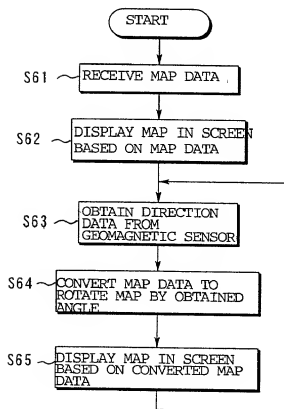 START
S61
RECEIVE MAP DATA
S62
DISPLAY MAP IN SCREEN
BASED ON MAP DATA
S63
OBTAIN DIRECTION
DATA FROM
GEOMAGNETIC SENSOR
S64
CONVERT MAP DATA TO
ROTATE MAP BY OBTAINED
ANGLE
S65
DISPLAY MAP IN SCREEN
BASED ON CONVERTED MAP
DATA